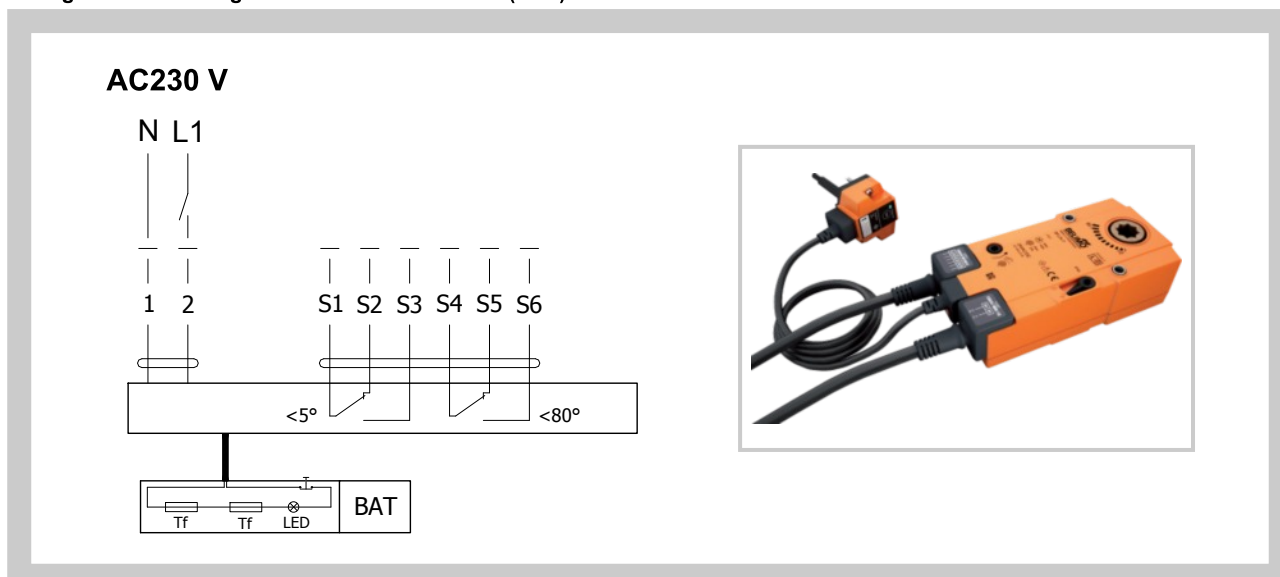 AC230 V
N L1
1 2 S1 S2 S3 S4 S5 S6
<5° <80°
BAT
Tf Tf LED